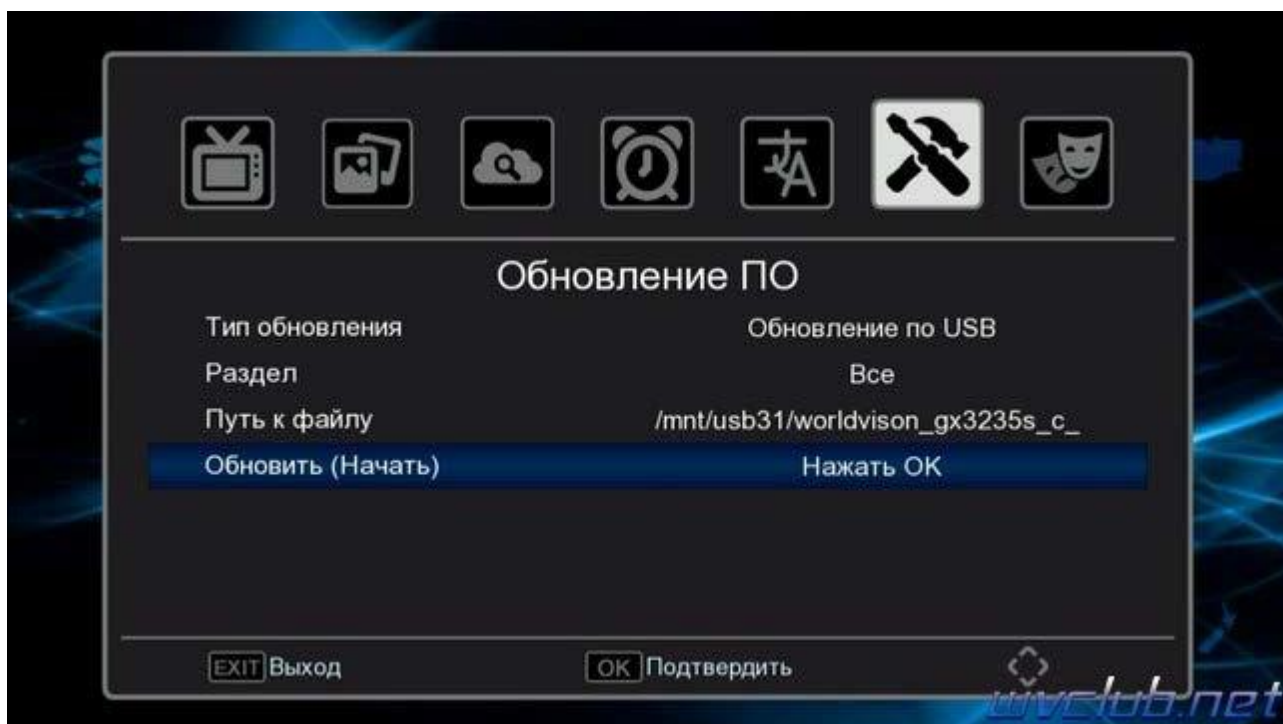 Обновление ПО
Тип обновления Обновление по USB
Раздел Все
Путь к файлу /mnt/usb31/worldvison_gx3235s_c_
Обновить (Начать) Нажать OK
EXIT Выход OK Подтвердить
wvclub.net